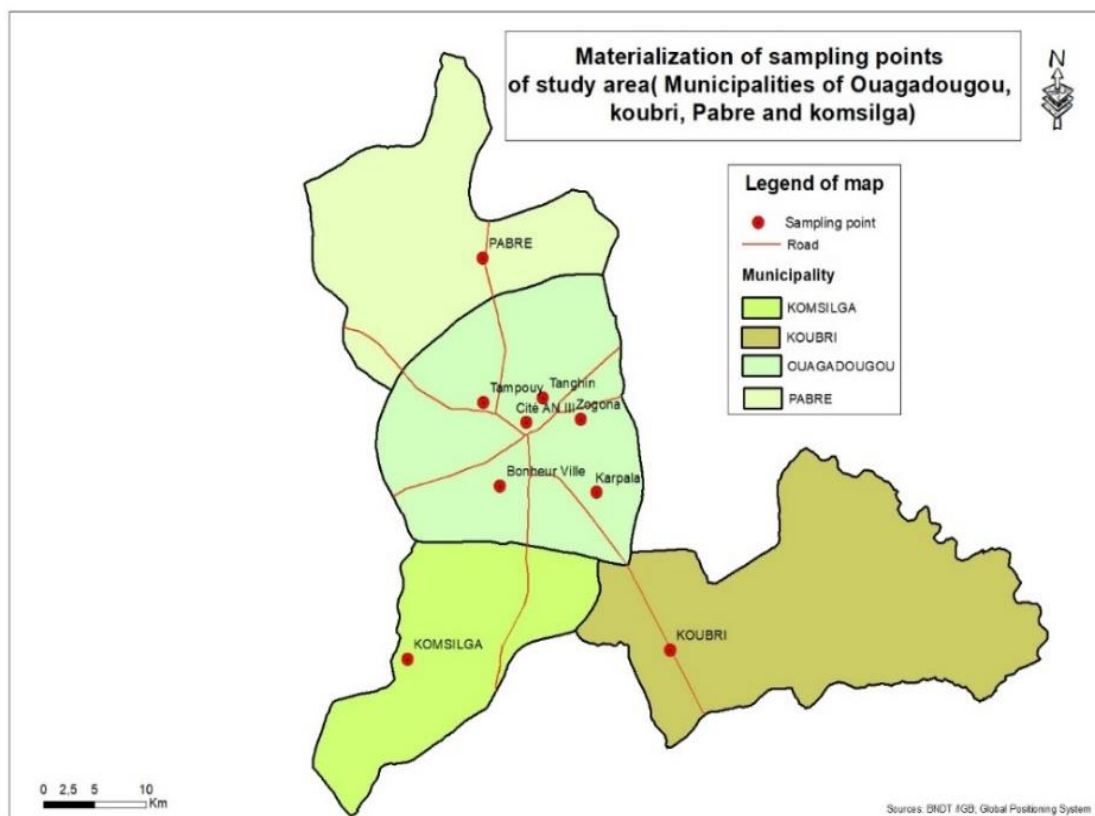 Materialization of sampling points
of study area( Municipalities of Ouagadougou,
koubri, Pabre and komsilga)
N
Legend of map
Sampling point
Road
Municipality
KOMSILGA
KOUBRI
OUAGADOUGOU
PABRE
PABRE
Tampouy
Tanghin
Cité AN III
Zogona
Bonheur Ville
Karpala
KOMSILGA
KOUBRI
0 2,5 5 10
Km
Sources: BNDT IGB; Global Positioning System